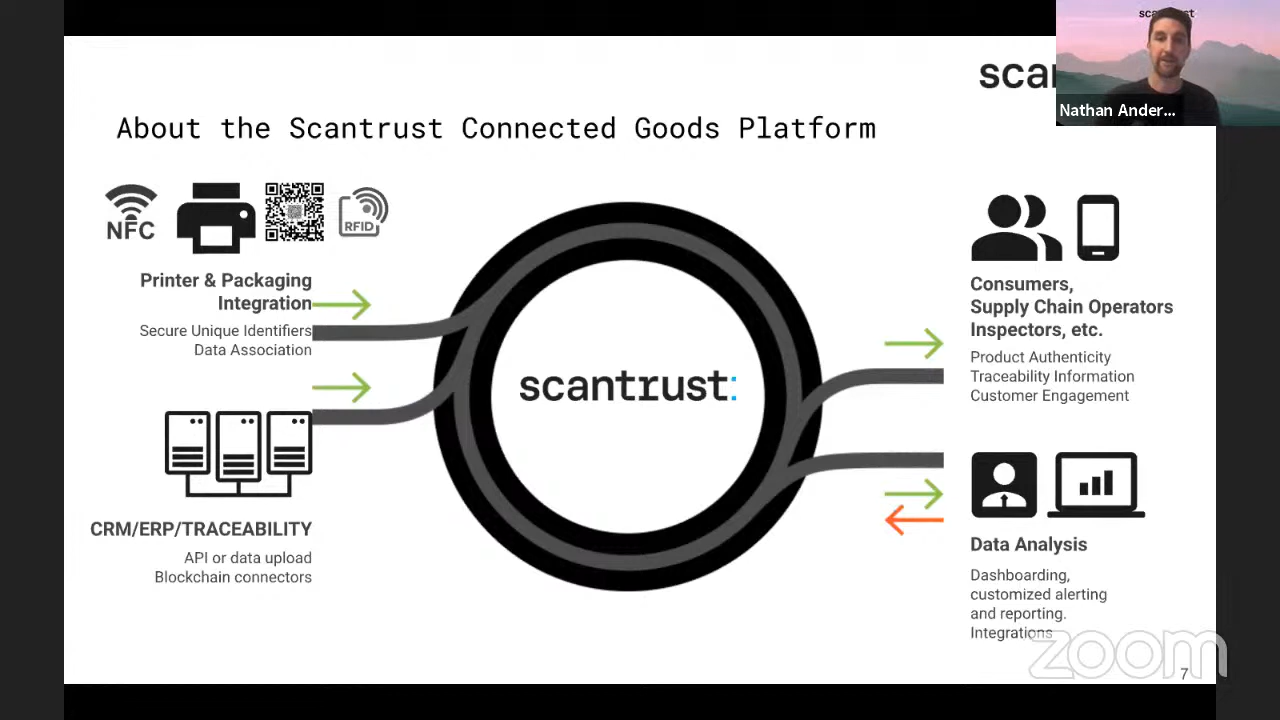 scantrust
Nathan Ander...
scan
About the Scantrust Connected Goods Platform
NFC
RFID
Printer & Packaging
Integration
Secure Unique Identifiers
Data Association
CRM/ERP/TRACEABILITY
API or data upload
Blockchain connectors
scantrust:
Consumers,
Supply Chain Operators
Inspectors, etc.
Product Authenticity
Traceability Information
Customer Engagement
Data Analysis
Dashboarding,
customized alerting
and reporting.
Integrations
zoom
7